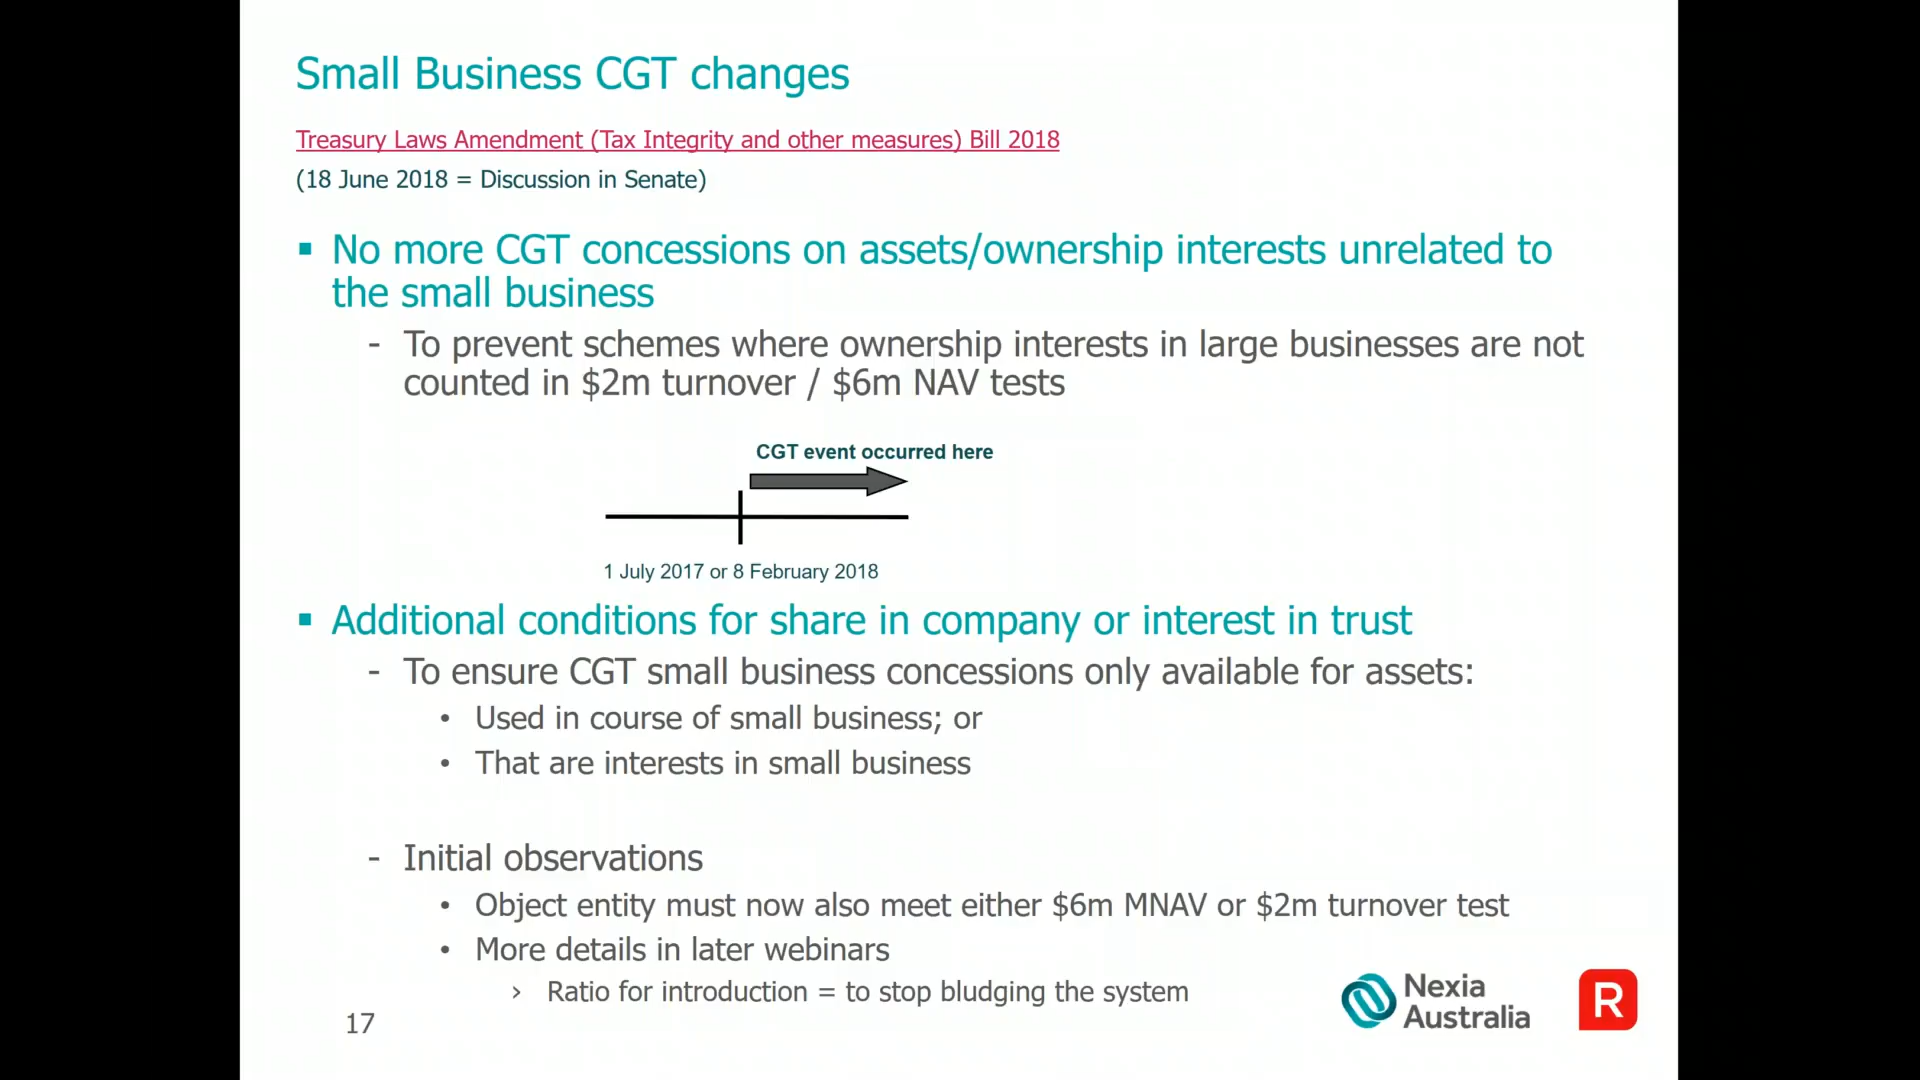 Small Business CGT changes
Treasury Laws Amendment (Tax Integrity and other measures) Bill 2018
(18 June 2018 = Discussion in Senate)
▪ No more CGT concessions on assets/ownership interests unrelated to
the small business
- To prevent schemes where ownership interests in large businesses are not
counted in $2m turnover / $6m NAV tests
CGT event occurred here
1 July 2017 or 8 February 2018
▪ Additional conditions for share in company or interest in trust
- To ensure CGT small business concessions only available for assets:
• Used in course of small business; or
• That are interests in small business
- Initial observations
• Object entity must now also meet either $6m MNAV or $2m turnover test
• More details in later webinars
› Ratio for introduction = to stop bludging the system
17
Nexia
Australia
R